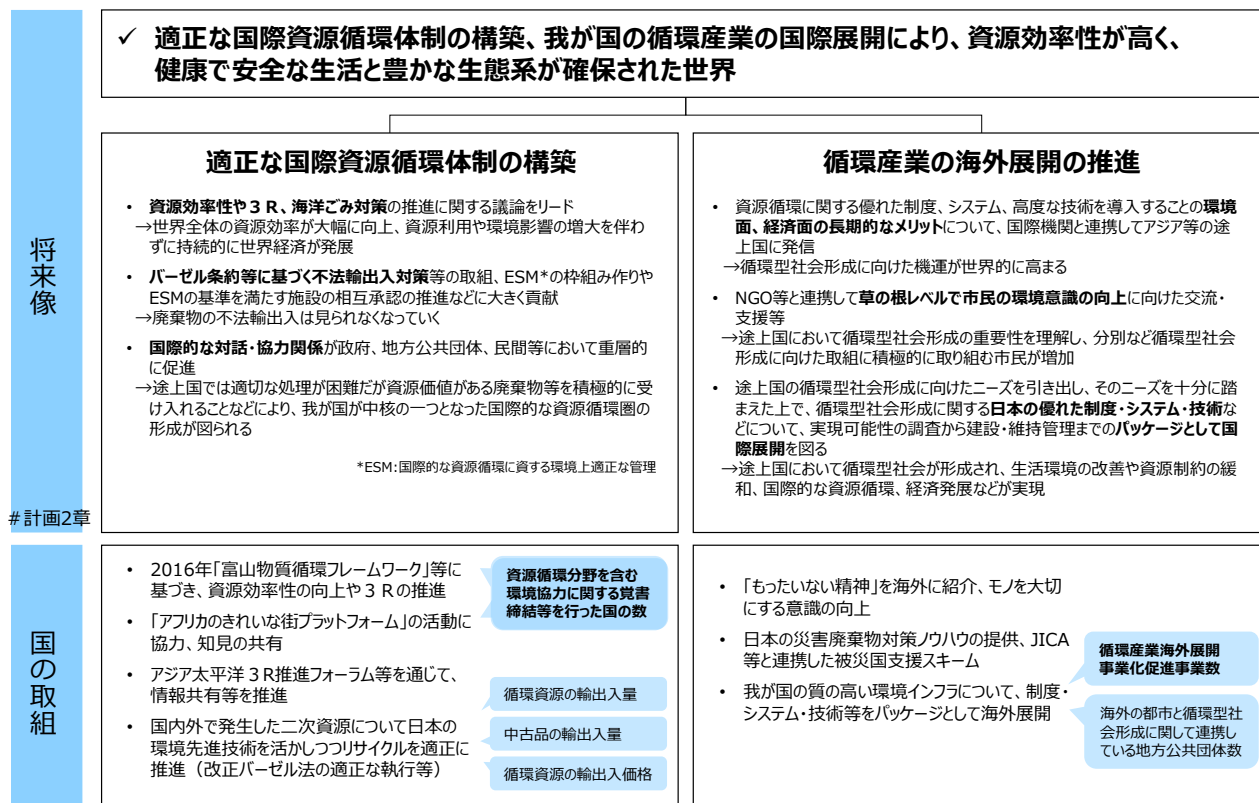 ✓ 適正な国際資源循環体制の構築、我が国の循環産業の国際展開により、資源効率性が高く、
健康で安全な生活と豊かな生態系が確保された世界
将来像
#計画2章
適正な国際資源循環体制の構築
• 資源効率性や３Ｒ、海洋ごみ対策の推進に関する議論をリード
→世界全体の資源効率が大幅に向上、資源利用や環境影響の増大を伴わ
ずに持続的に世界経済が発展
• バーゼル条約等に基づく不法輸出入対策等の取組、ESM*の枠組み作りや
ESMの基準を満たす施設の相互承認の推進などに大きく貢献
→廃棄物の不法輸出入は見られなくなっていく
• 国際的な対話・協力関係が政府、地方公共団体、民間等において重層的
に促進
→途上国では適切な処理が困難だが資源価値がある廃棄物等を積極的に受
け入れることなどにより、我が国が中核の一つとなった国際的な資源循環圏の
形成が図られる
*ESM:国際的な資源循環に資する環境上適正な管理
循環産業の海外展開の推進
• 資源循環に関する優れた制度、システム、高度な技術を導入することの環境
面、経済面の長期的なメリットについて、国際機関と連携してアジア等の途
上国に発信
→循環型社会形成に向けた機運が世界的に高まる
• NGO等と連携して草の根レベルで市民の環境意識の向上に向けた交流・
支援等
→途上国において循環型社会形成の重要性を理解し、分別など循環型社会
形成に向けた取組に積極的に取り組む市民が増加
• 途上国の循環型社会形成に向けたニーズを引き出し、そのニーズを十分に踏
まえた上で、循環型社会形成に関する日本の優れた制度・システム・技術な
どについて、実現可能性の調査から建設・維持管理までのパッケージとして国
際展開を図る
→途上国において循環型社会が形成され、生活環境の改善や資源制約の緩
和、国際的な資源循環、経済発展などが実現
国の取組
• 2016年「富山物質循環フレームワーク」等に
基づき、資源効率性の向上や３Ｒの推進
• 「アフリカのきれいな街プラットフォーム」の活動に
協力、知見の共有
• アジア太平洋３Ｒ推進フォーラム等を通じて、
情報共有等を推進
• 国内外で発生した二次資源について日本の
環境先進技術を活かしつつリサイクルを適正に
推進（改正バーゼル法の適正な執行等）
資源循環分野を含む
環境協力に関する覚書
締結等を行った国の数
循環資源の輸出入量
中古品の輸出入量
循環資源の輸出入価格
• 「もったいない精神」を海外に紹介、モノを大切
にする意識の向上
• 日本の災害廃棄物対策ノウハウの提供、JICA
等と連携した被災国支援スキーム
• 我が国の質の高い環境インフラについて、制度・
システム・技術等をパッケージとして海外展開
循環産業海外展開
事業化促進事業数
海外の都市と循環型社
会形成に関して連携し
ている地方公共団体数